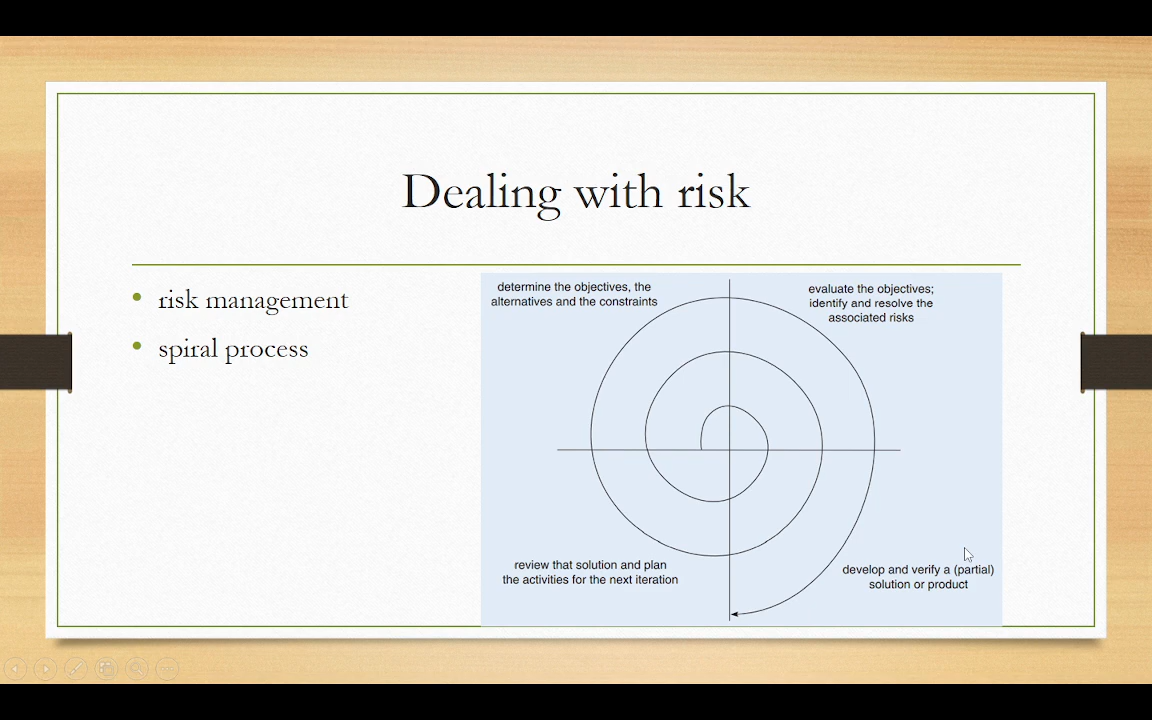 Dealing with risk
risk management
spiral process
determine the objectives, the
alternatives and the constraints
evaluate the objectives;
identify and resolve the
associated risks
review that solution and plan
the activities for the next iteration
develop and verify a (partial)
solution or product